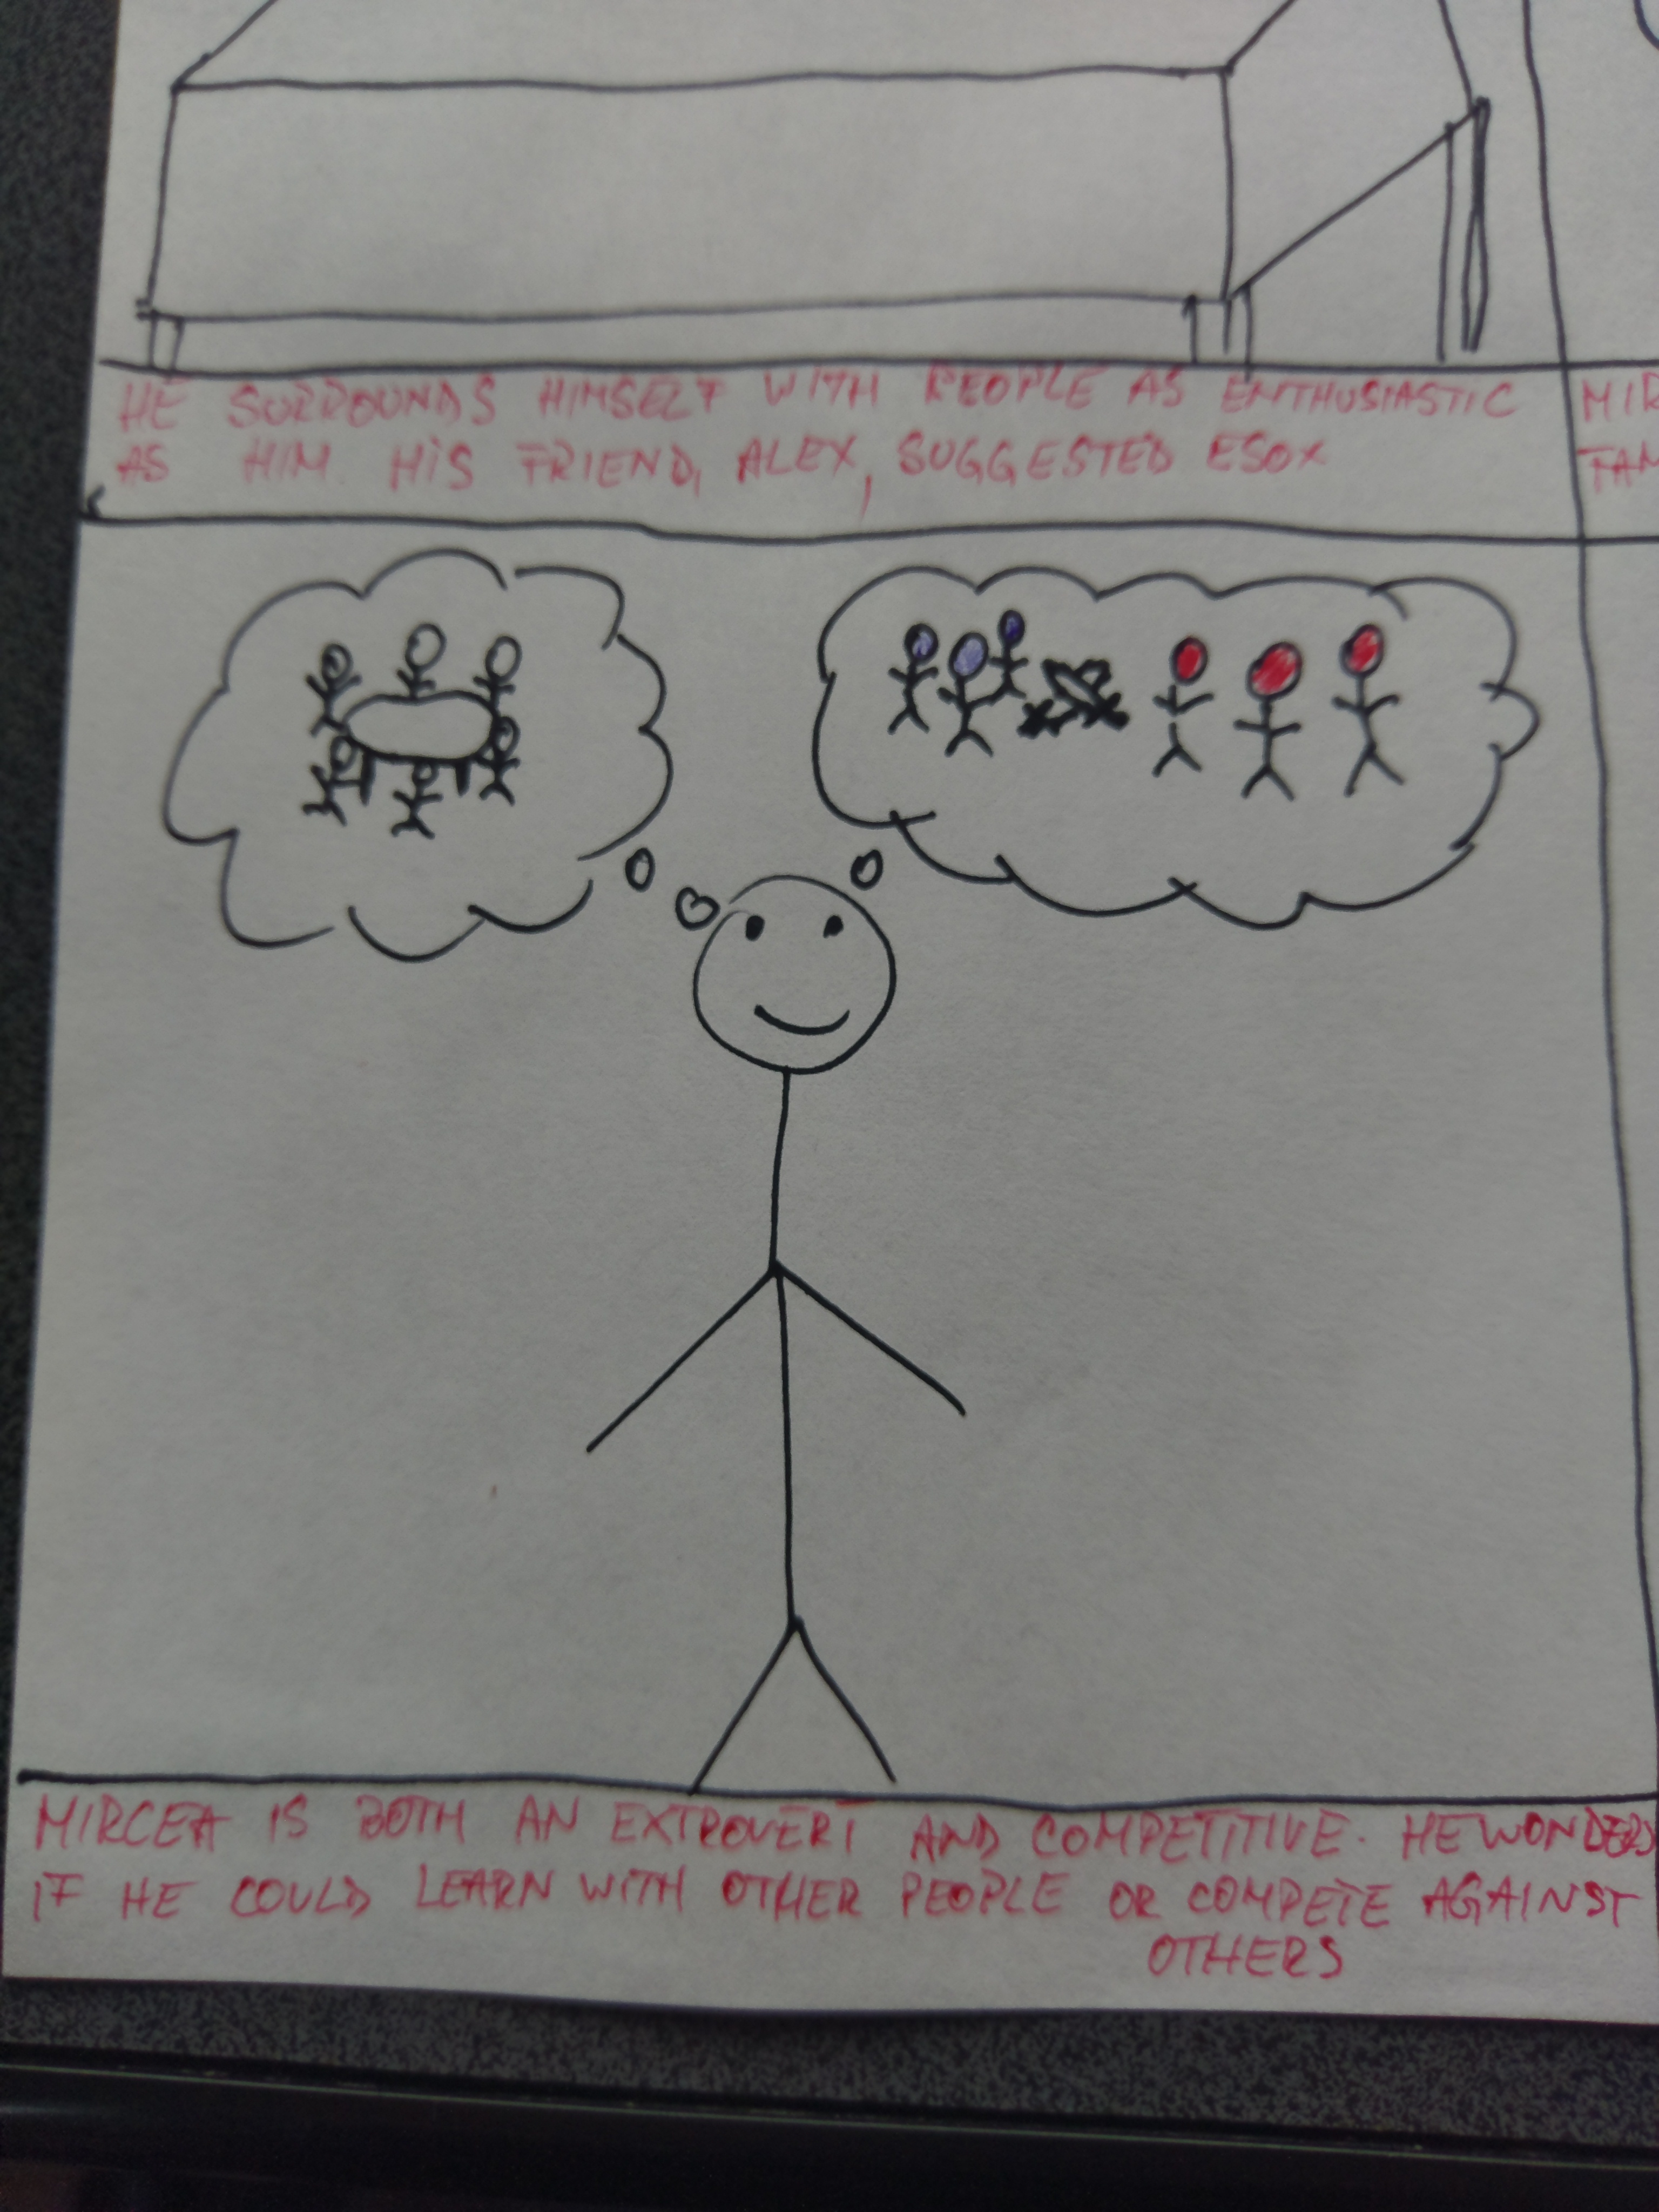 HE SURROUNDS HIMSELF WITH PEOPLE AS ENTHUSIASTIC
AS HIM. HIS FRIEND, ALEX, SUGGESTED ESOX
MIR
TAM
MIRCEA IS BOTH AN EXTROVERT AND COMPETITIVE. HE WONDERS
IF HE COULD LEARN WITH OTHER PEOPLE OR COMPETE AGAINST
OTHERS